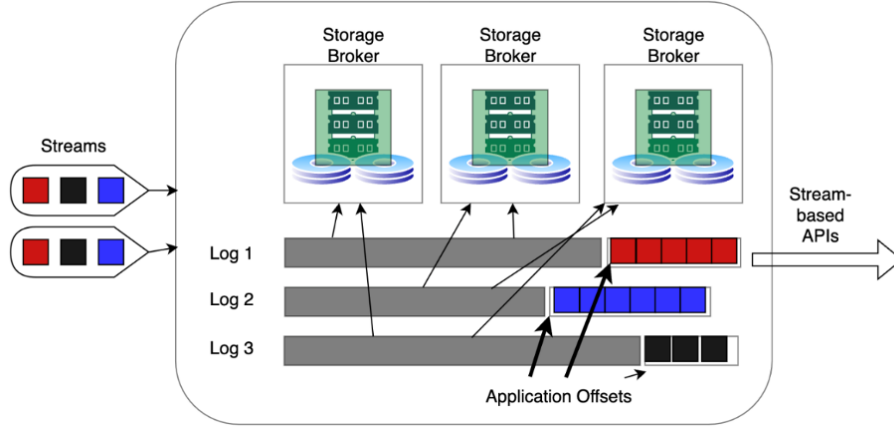 Storage
Broker
Storage
Broker
Storage
Broker
Streams
Stream-
based
APIs
Log 1
Log 2
Log 3
Application Offsets